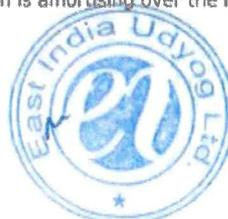 is amortising over the
East India Udyog Ltd.